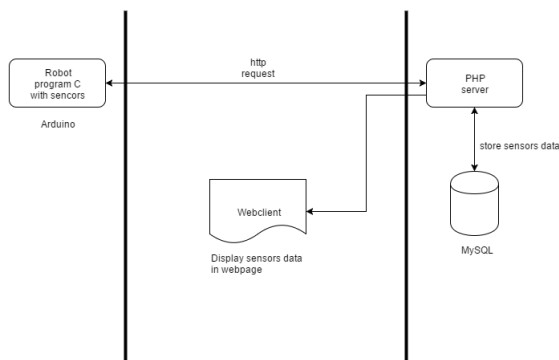 Robot
program C
with sencors
Arduino
http
request
PHP
server
store sensors data
MySQL
Webclient
Display sensors data
in webpage